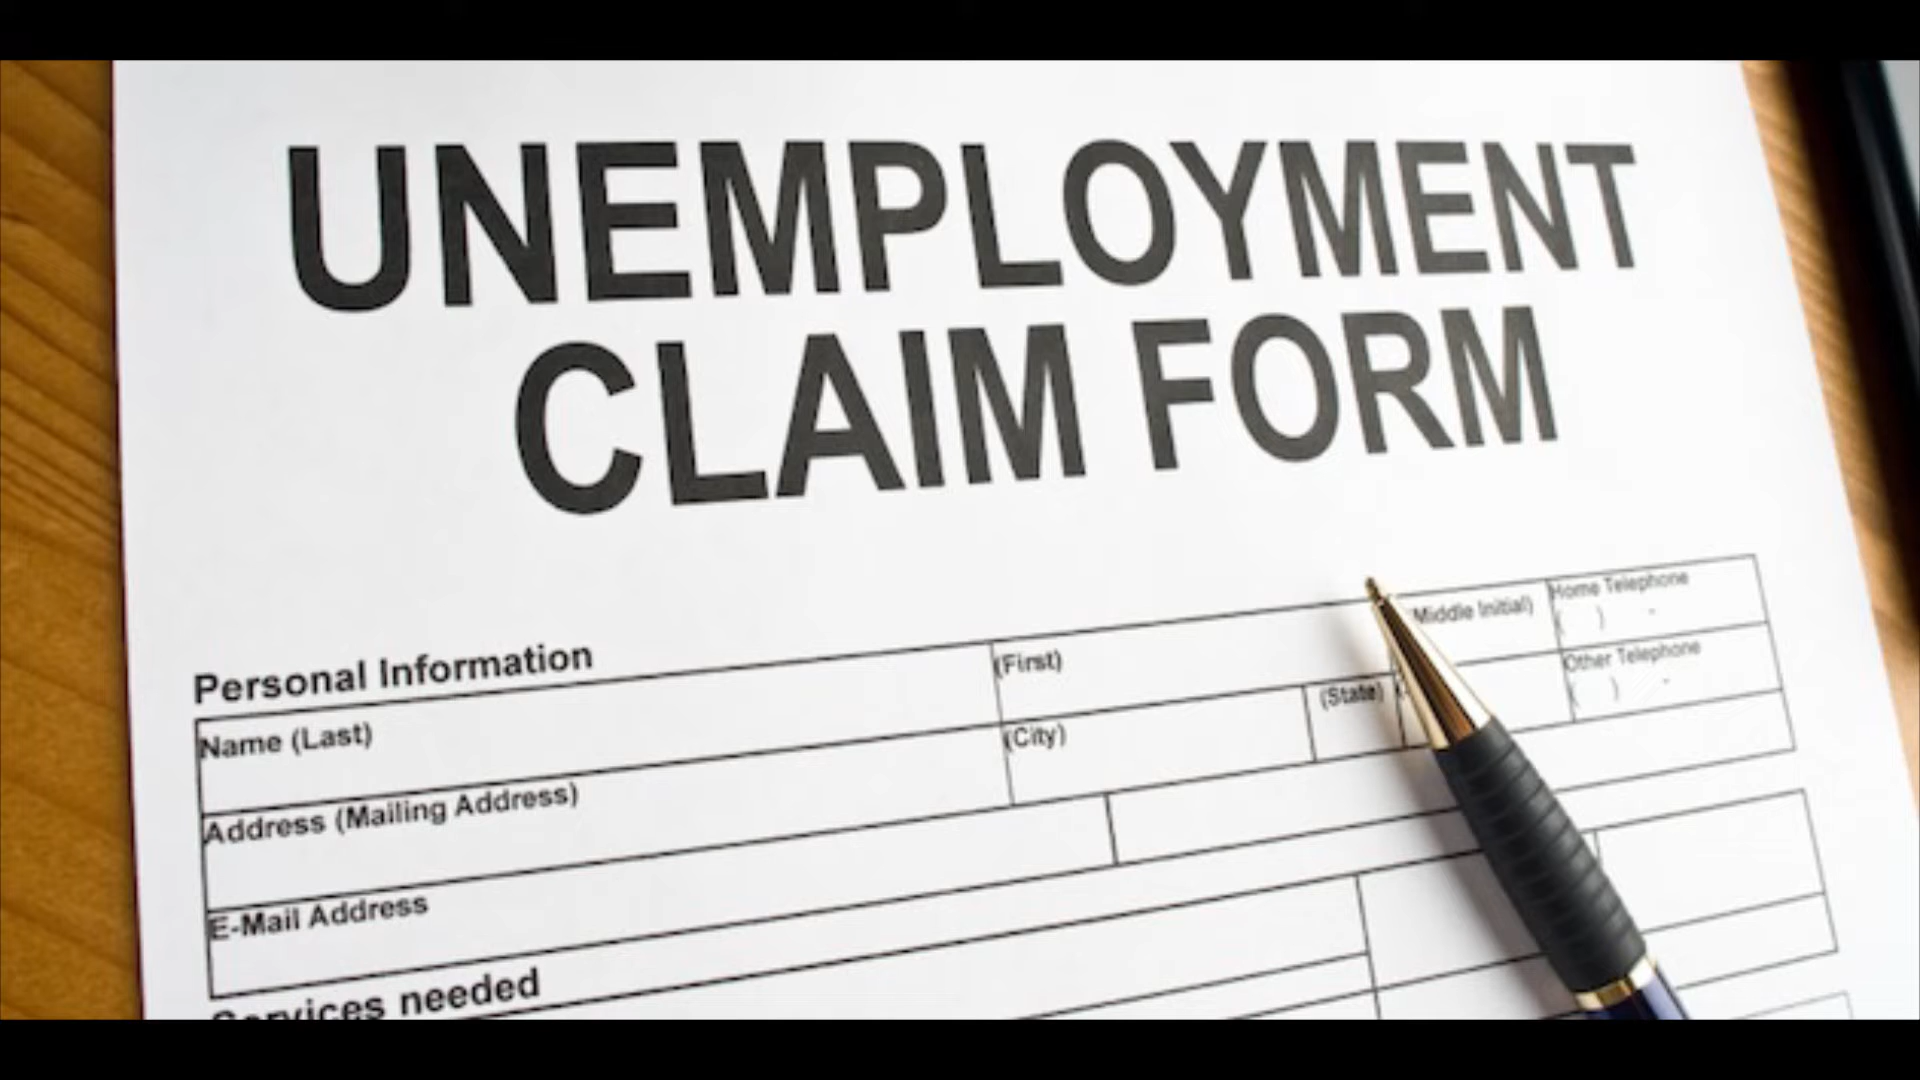 UNEMPLOYMENT
CLAIM FORM
Personal Information
Name (Last)
(First)
Middle Initial)
Home Telephone
( ) -
Address (Mailing Address)
(City)
(State)
Other Telephone
( ) -
E-Mail Address
Services needed